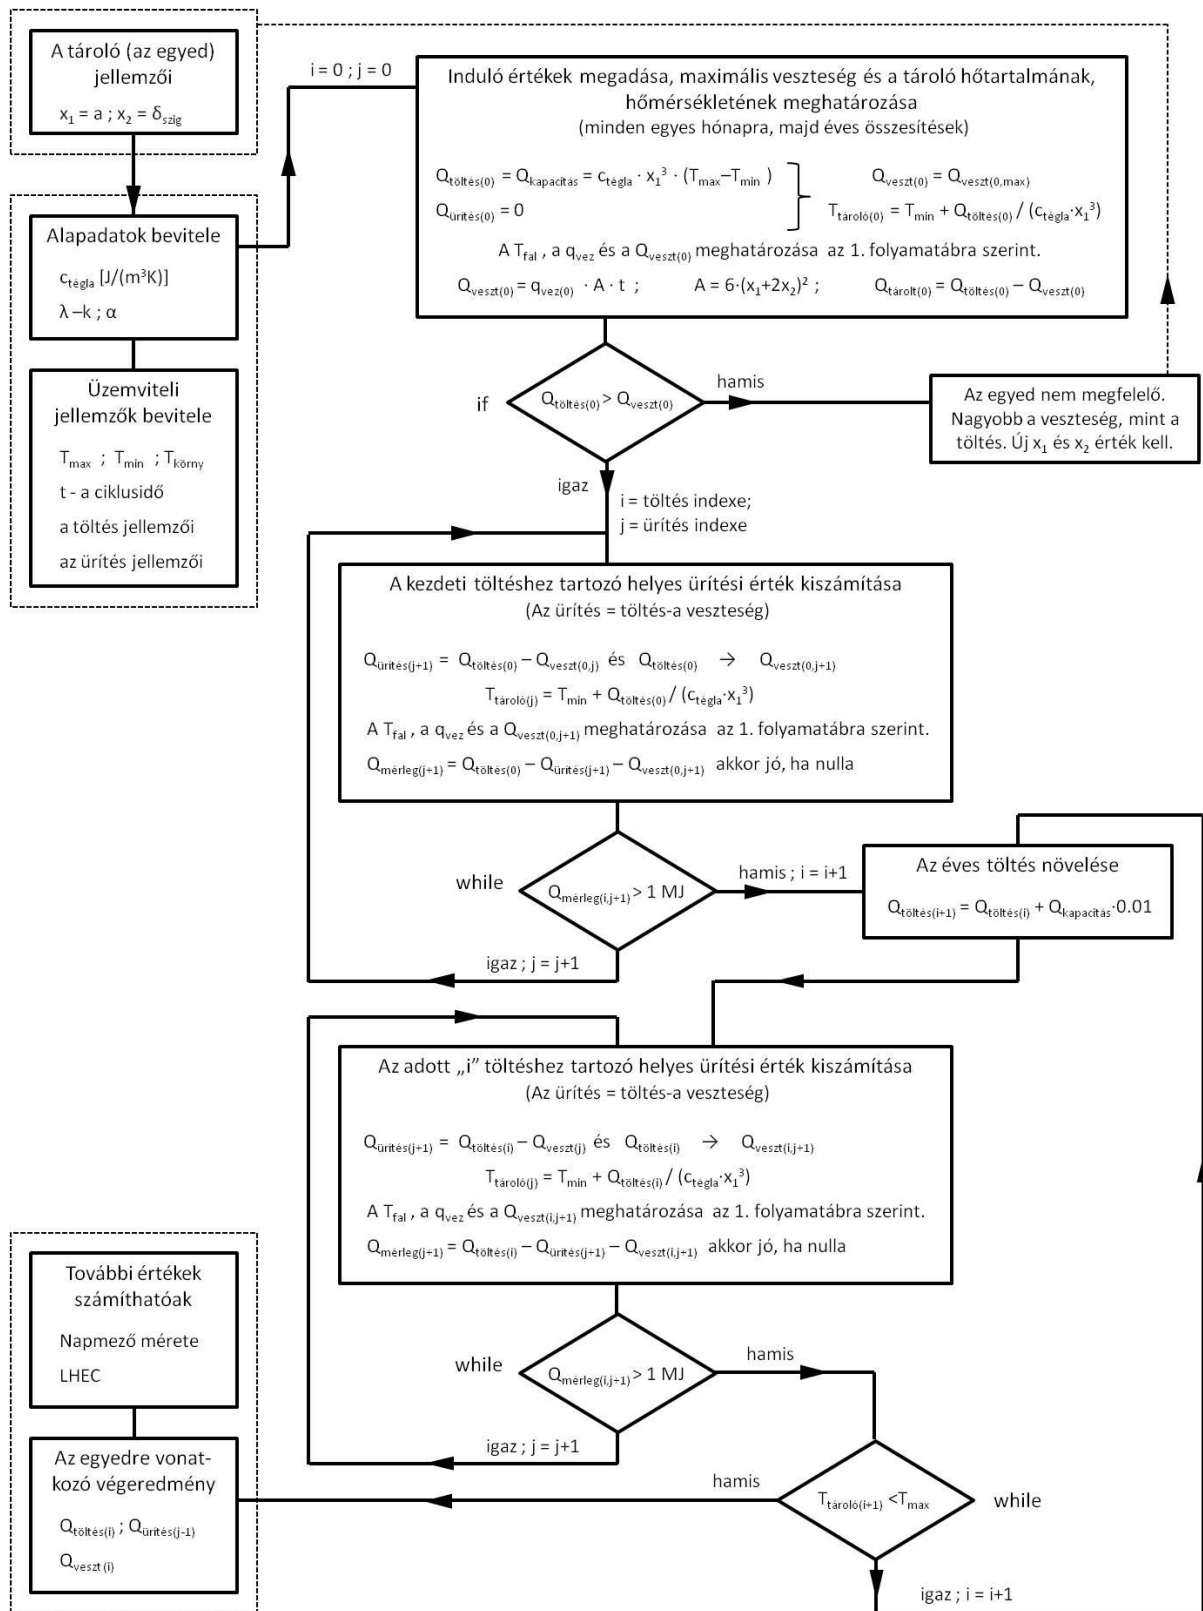 A tároló (az egyed)
jellemzői
x₁ = a ; x₂ = δszig
Alapadatok bevitele
ctégla [J/(m³K)]
λ –k ; α
Üzemviteli
jellemzők bevitele
Tmax ; Tmin ; Tkörny
t - a ciklusidő
a töltés jellemzői
az ürítés jellemzői
i = 0 ; j = 0
Induló értékek megadása, maximális veszteség és a tároló hőtartalmának,
hőmérsékletének meghatározása
(minden egyes hónapra, majd éves összesítések)
Qtöltés(0) = Qkapacitás = ctégla · x₁³ · (Tmax–Tmin ) Qveszt(0) = Qveszt(0,max)
Qürítés(0) = 0 Ttároló(0) = Tmin + Qtöltés(0) / (ctégla·x₁³)
A Tfal , a qvez és a Qveszt(0) meghatározása az 1. folyamatábra szerint.
Qveszt(0) = qvez(0) · A · t ; A = 6·(x₁+2x₂)² ; Qtárolt(0) = Qtöltés(0) – Qveszt(0)
if
Qtöltés(0) > Qveszt(0)
hamis
Az egyed nem megfelelő.
Nagyobb a veszteség, mint a
töltés. Új x₁ és x₂ érték kell.
igaz
i = töltés indexe;
j = ürítés indexe
A kezdeti töltéshez tartozó helyes ürítési érték kiszámítása
(Az ürítés = töltés-a veszteség)
Qürítés(j+1) = Qtöltés(0) – Qveszt(0,j) és Qtöltés(0) → Qveszt(0,j+1)
Ttároló(j) = Tmin + Qtöltés(0) / (ctégla·x₁³)
A Tfal , a qvez és a Qveszt(0,j+1) meghatározása az 1. folyamatábra szerint.
Qmérleg(j+1) = Qtöltés(0) – Qürítés(j+1) – Qveszt(0,j+1) akkor jó, ha nulla
while
Qmérleg(i,j+1) > 1 MJ
hamis ; i = i+1
Az éves töltés növelése
Qtöltés(i+1) = Qtöltés(i) + Qkapacitás·0.01
igaz ; j = j+1
Az adott „i” töltéshez tartozó helyes ürítési érték kiszámítása
(Az ürítés = töltés-a veszteség)
Qürítés(j+1) = Qtöltés(i) – Qveszt(j) és Qtöltés(i) → Qveszt(i,j+1)
Ttároló(j) = Tmin + Qtöltés(i) / (ctégla·x₁³)
A Tfal , a qvez és a Qveszt(i,j+1) meghatározása az 1. folyamatábra szerint.
Qmérleg(j+1) = Qtöltés(i) – Qürítés(j+1) – Qveszt(i,j+1) akkor jó, ha nulla
while
Qmérleg(i,j+1) > 1 MJ
hamis
igaz ; j = j+1
Ttároló(i+1) <Tmax
while
hamis
igaz ; i = i+1
További értékek
számíthatóak
Napmező mérete
LHEC
Az egyedre vonat-
kozó végeredmény
Qtöltés(i) ; Qürítés(j-1)
Qveszt (i)